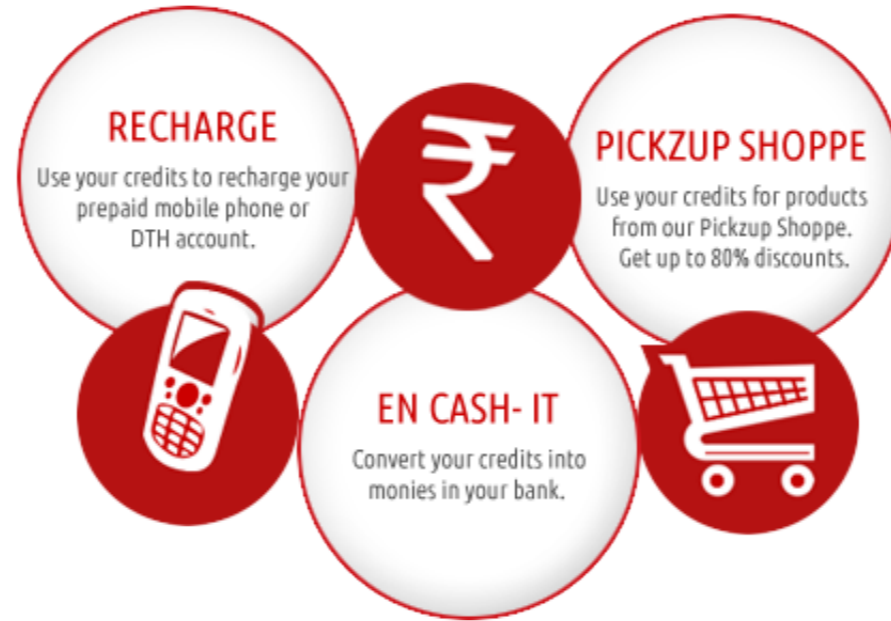 RECHARGE
Use your credits to recharge your
prepaid mobile phone or
DTH account.
₹
PICKZUP SHOPPE
Use your credits for products
from our Pickzup Shoppe.
Get up to 80% discounts.
EN CASH- IT
Convert your credits into
monies in your bank.